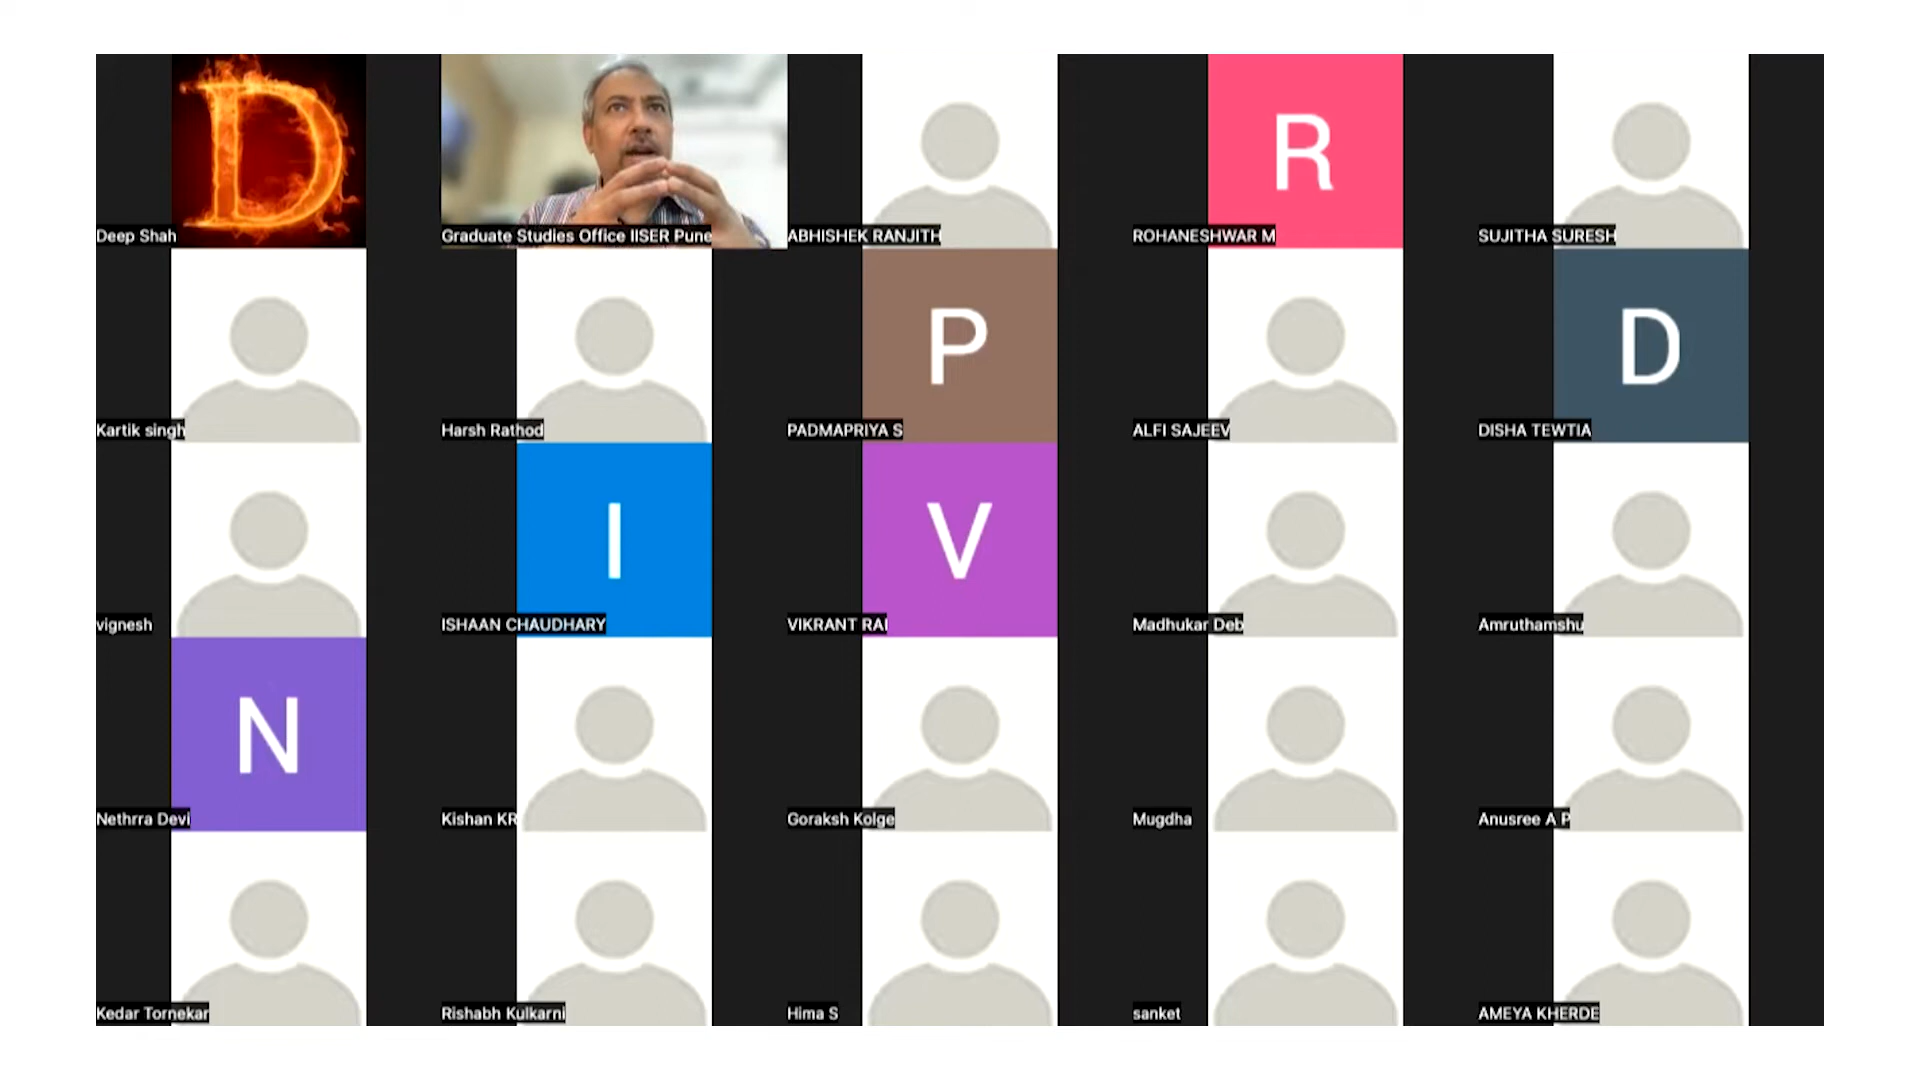 D
Deep Shah
Graduate Studies Office IISER Pune
ABHISHEK RANJITH
R
ROHANESHWAR M
SUJITHA SURESH
Kartik singh
Harsh Rathod
P
PADMAPRIYA S
ALFI SAJEEV
D
DISHA TEWTIA
vignesh
I
ISHAAN CHAUDHARY
V
VIKRANT RAI
Madhukar Deb
Amruthamshu
N
Nethrra Devi
Kishan KR
Goraksh Kolge
Mugdha
Anusree A P
Kedar Tornekar
Rishabh Kulkarni
Hima S
sanket
AMEYA KHERDE